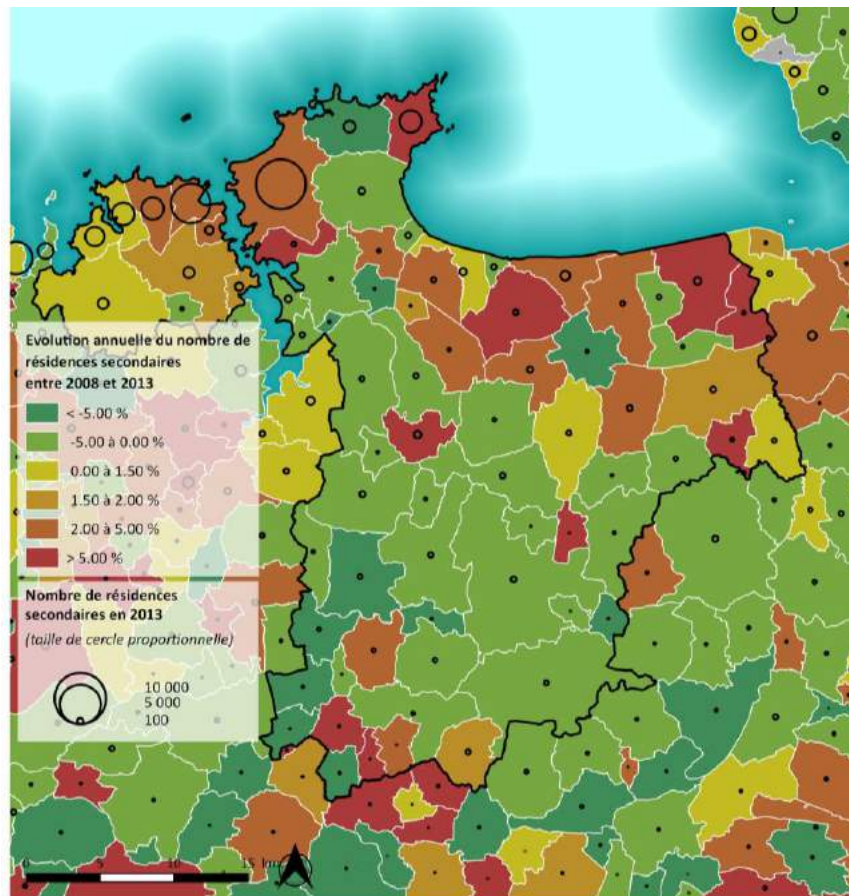 Evolution annuelle du nombre de
résidences secondaires
entre 2008 et 2013
< -5.00 %
-5.00 à 0.00 %
0.00 à 1.50 %
1.50 à 2.00 %
2.00 à 5.00 %
> 5.00 %
Nombre de résidences
secondaires en 2013
(taille de cercle proportionnelle)
10 000
5 000
100
0 5 10 15 km